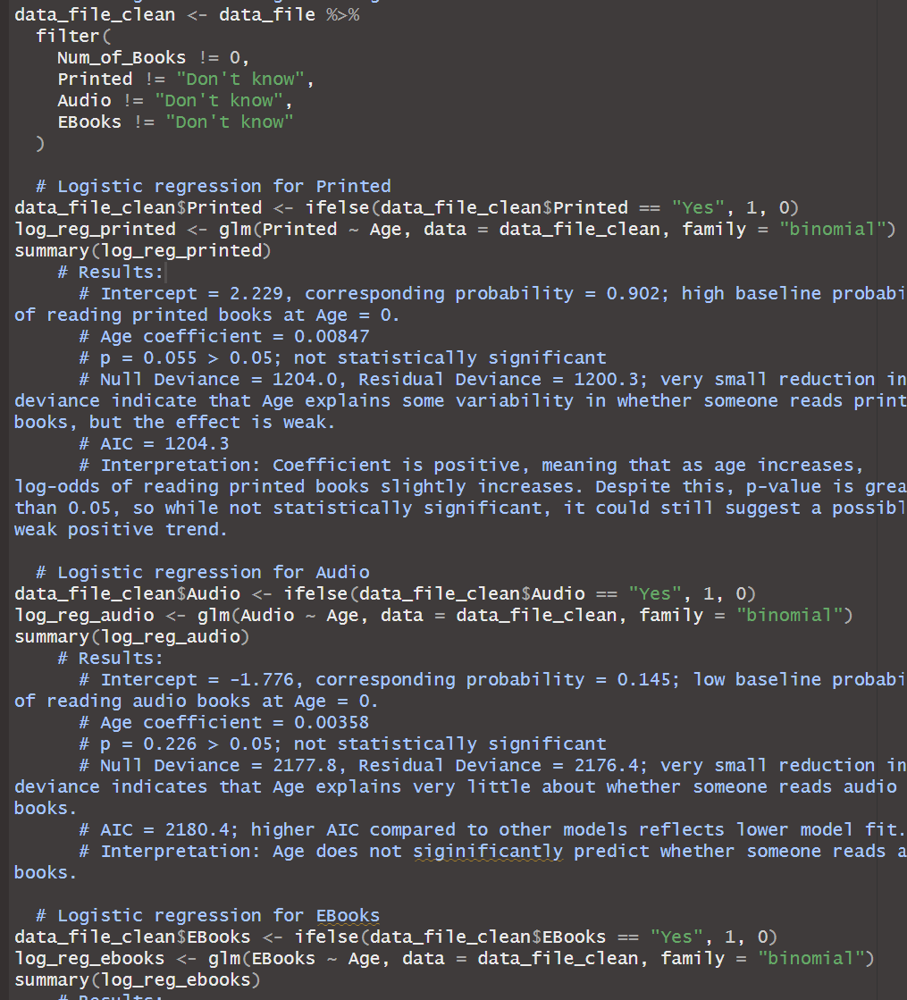 data_file_clean <- data_file %>%
  filter(
    Num_of_Books != 0,
    Printed != "Don't know",
    Audio != "Don't know",
    EBooks != "Don't know"
  )
  # Logistic regression for Printed
data_file_clean$Printed <- ifelse(data_file_clean$Printed == "Yes", 1, 0)
log_reg_printed <- glm(Printed ~ Age, data = data_file_clean, family = "binomial")
summary(log_reg_printed)
    # Results:
      # Intercept = 2.229, corresponding probability = 0.902; high baseline probabi
of reading printed books at Age = 0.
      # Age coefficient = 0.00847
      # p = 0.055 > 0.05; not statistically significant
      # Null Deviance = 1204.0, Residual Deviance = 1200.3; very small reduction in
deviance indicate that Age explains some variability in whether someone reads print
books, but the effect is weak.
      # AIC = 1204.3
      # Interpretation: Coefficient is positive, meaning that as age increases,
log-odds of reading printed books slightly increases. Despite this, p-value is grea
than 0.05, so while not statistically significant, it could still suggest a possibl
weak positive trend.
  # Logistic regression for Audio
data_file_clean$Audio <- ifelse(data_file_clean$Audio == "Yes", 1, 0)
log_reg_audio <- glm(Audio ~ Age, data = data_file_clean, family = "binomial")
summary(log_reg_audio)
    # Results:
      # Intercept = -1.776, corresponding probability = 0.145; low baseline probabi
of reading audio books at Age = 0.
      # Age coefficient = 0.00358
      # p = 0.226 > 0.05; not statistically significant
      # Null Deviance = 2177.8, Residual Deviance = 2176.4; very small reduction in
deviance indicates that Age explains very little about whether someone reads audio
books.
      # AIC = 2180.4; higher AIC compared to other models reflects lower model fit.
      # Interpretation: Age does not siginificantly predict whether someone reads a
books.
  # Logistic regression for EBooks
data_file_clean$EBooks <- ifelse(data_file_clean$EBooks == "Yes", 1, 0)
log_reg_ebooks <- glm(EBooks ~ Age, data = data_file_clean, family = "binomial")
summary(log_reg_ebooks)
    # Results: